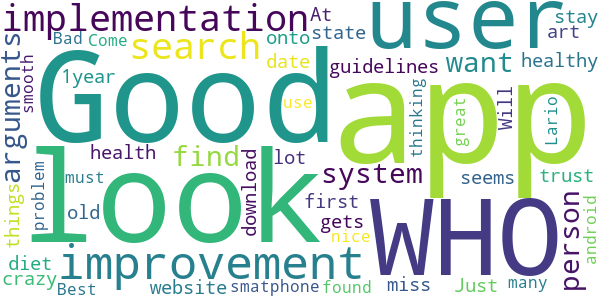 implementation At user
state stay
Bad Come onto art
search
date guidelines want healthy
arguments smooth 1year Good use app
thinking great Will Lario
health find lot
look download system seems trust
problem must first WHO person
things old gets
nice Just many android
diet improvement miss
crazy Best website smatphone found